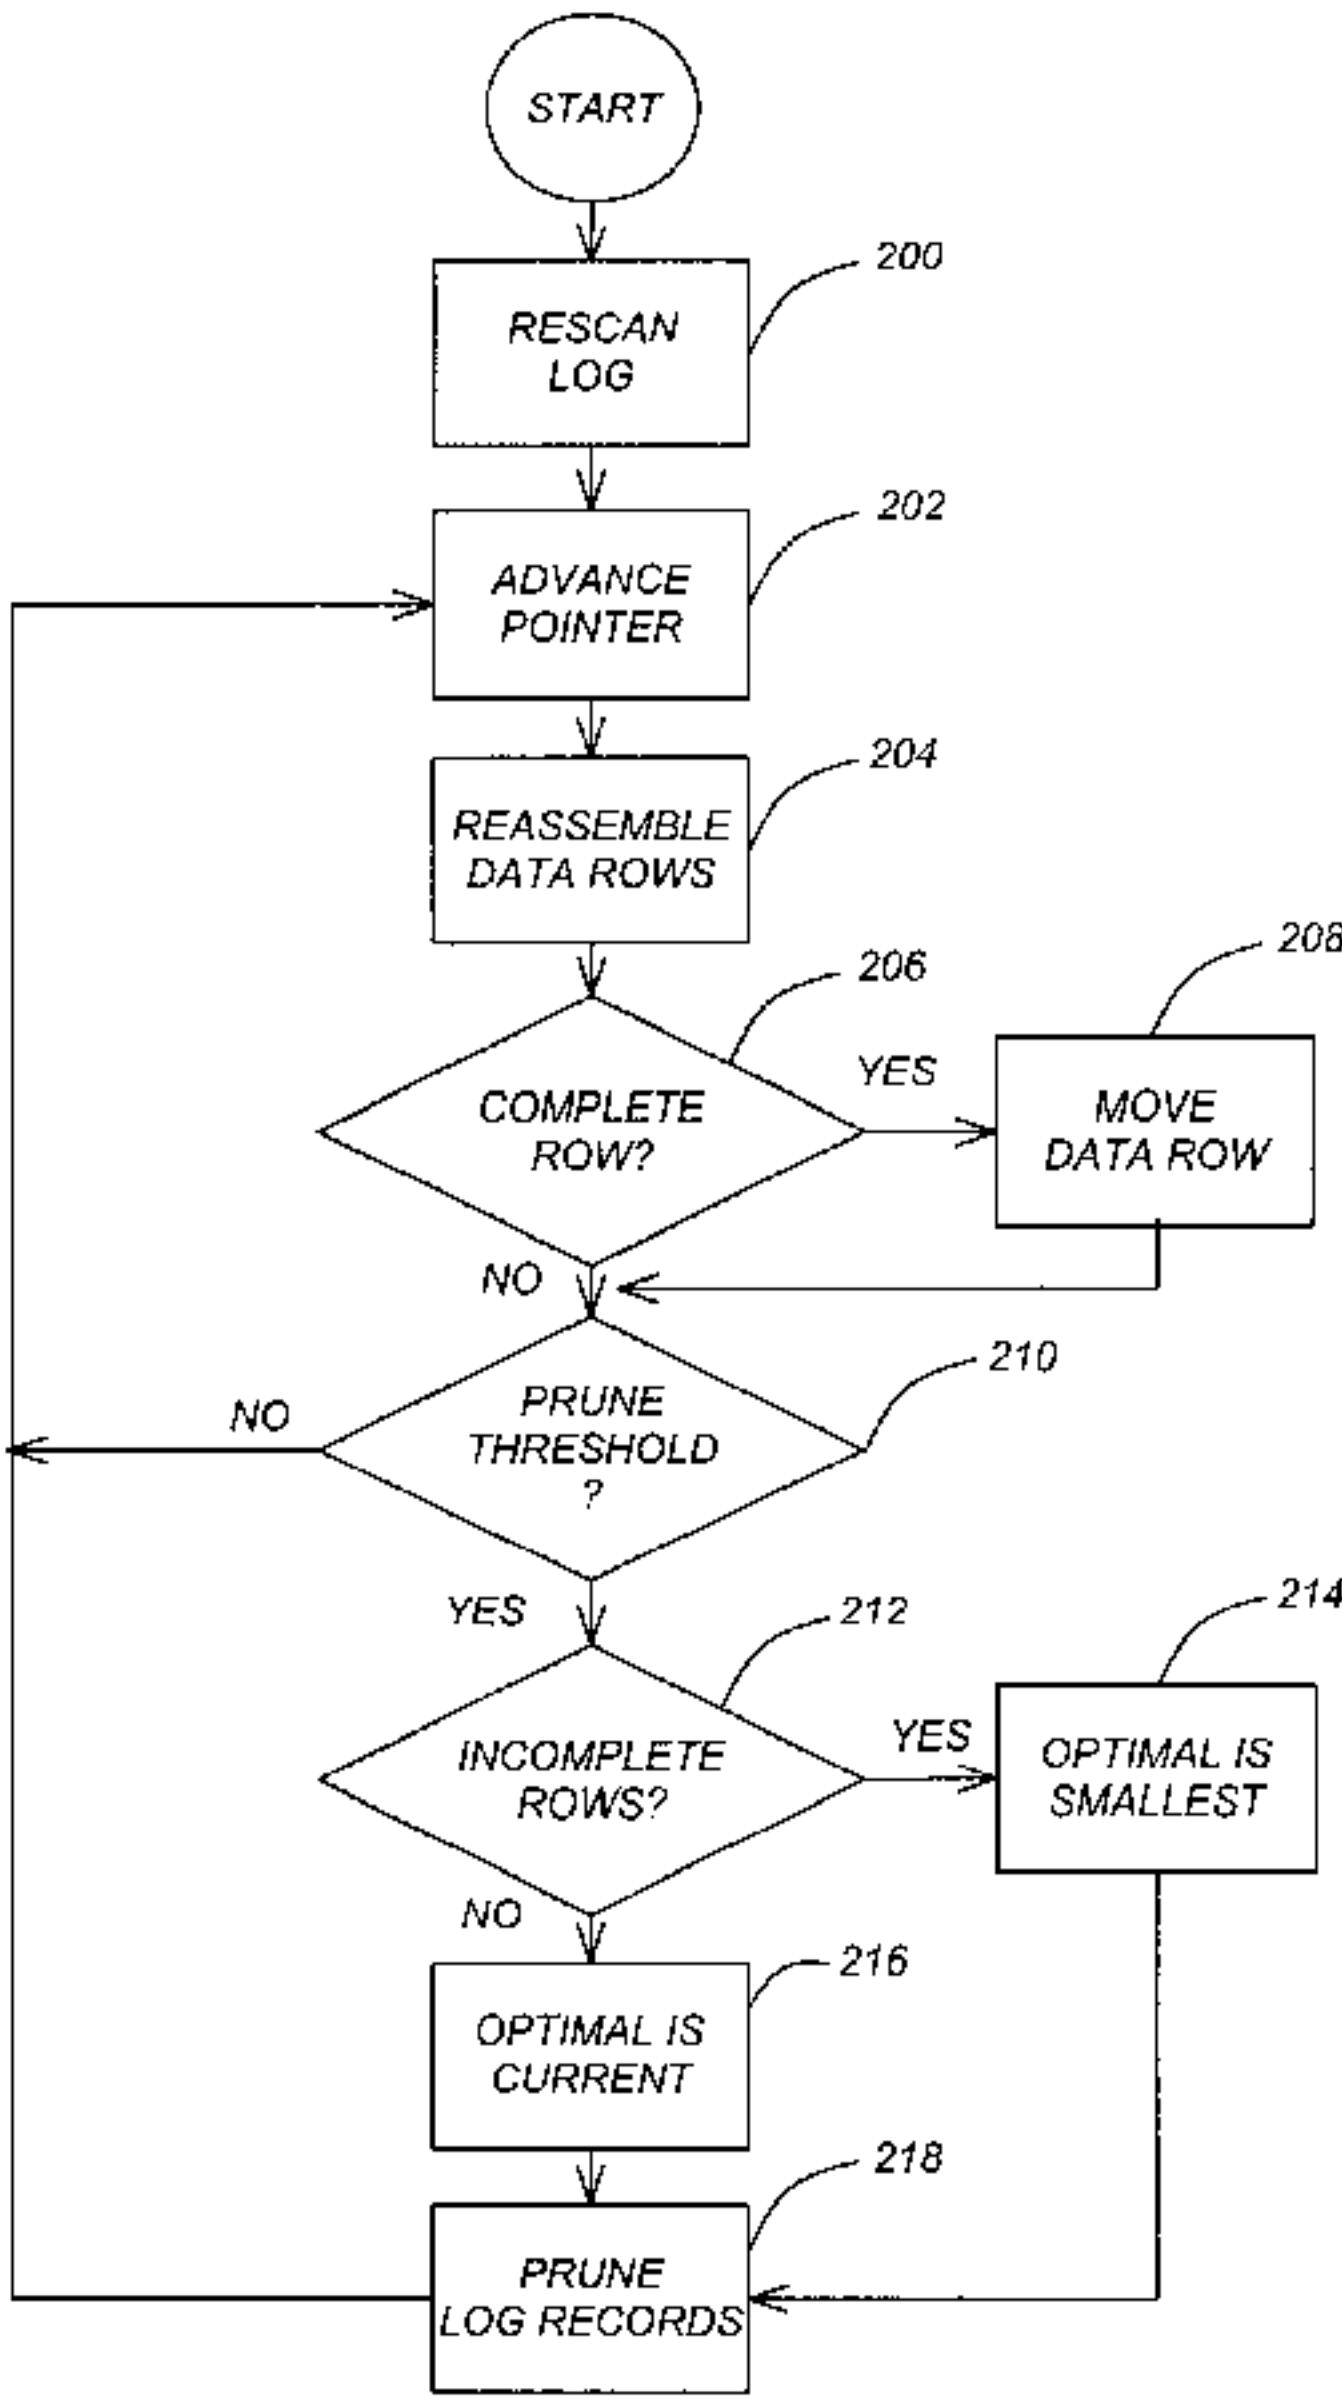 START
200
RESCAN
LOG
202
ADVANCE
POINTER
204
REASSEMBLE
DATA ROWS
206
208
YES
COMPLETE
ROW?
MOVE
DATA ROW
NO
210
PRUNE
THRESHOLD
?
NO
YES
212
214
INCOMPLETE
ROWS?
YES
OPTIMAL IS
SMALLEST
NO
216
OPTIMAL IS
CURRENT
218
PRUNE
LOG RECORDS